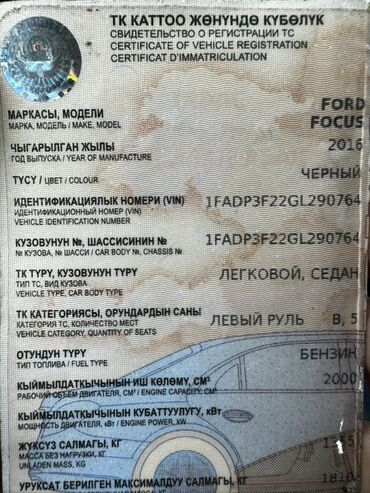 ТК КАТТОО ЖӨНҮНДӨ КҮБӨЛҮК
СВИДЕТЕЛЬСТВО О РЕГИСТРАЦИИ ТС
CERTIFICATE OF VEHICLE REGISTRATION
CERTIFICAT D'IMMATRICULATION
МАРКАСЫ, МОДЕЛИ FORD
МАРКА, МОДЕЛЬ / MAKE, MODEL FOCUS
ЧЫГАРЫЛГАН ЖЫЛЫ 2016
ГОД ВЫПУСКА / YEAR OF MANUFACTURE
ТҮСҮ / ЦВЕТ / COLOUR ЧЕРНЫЙ
ИДЕНТИФИКАЦИЯЛЫК НОМЕРИ (VIN) 1FADP3F22GL290764
ИДЕНТИФИКАЦИОННЫЙ НОМЕР (VIN)
VEHICLE IDENTIFICATION NUMBER
КУЗОВУНУН №, ШАССИСИНИН № 1FADP3F22GL290764
№ КУЗОВА, № ШАССИ / CAR BODY №, CHASSIS №
ТК ТҮРҮ, КУЗОВУНУН ТҮРҮ ЛЕГКОВОЙ, СЕДАН
ТИП ТС, ВИД КУЗОВА
VEHICLE TYPE, CAR BODY TYPE
ТК КАТЕГОРИЯСЫ, ОРУНДАРДЫН САНЫ ЛЕВЫЙ РУЛЬ B, 5
КАТЕГОРИЯ ТС, КОЛИЧЕСТВО МЕСТ
VEHICLE CATEGORY, QUANTITY OF SEATS
ОТУНДУН ТҮРҮ БЕНЗИН
ТИП ТОПЛИВА / FUEL TYPE
КЫЙМЫЛДАТКЫЧЫНЫН ИШ КӨЛӨМҮ, СМ³ 2000
РАБОЧИЙ ОБЪЕМ ДВИГАТЕЛЯ, СМ³ / ENGINE CAPACITY, CM³
КЫЙМЫЛДАТКЫЧЫНЫН КУБАТТУУЛУГУ, кВт
МОЩНОСТЬ ДВИГАТЕЛЯ, кВт / ENGINE POWER, KW
ЖҮКСҮЗ САЛМАГЫ, КГ
МАССА БЕЗ НАГРУЗКИ, КГ
UNLADEN MASS, KG
УРУКСАТ БЕРИЛГЕН МАКСИМАЛДУУ САЛМАГЫ, КГ 1810